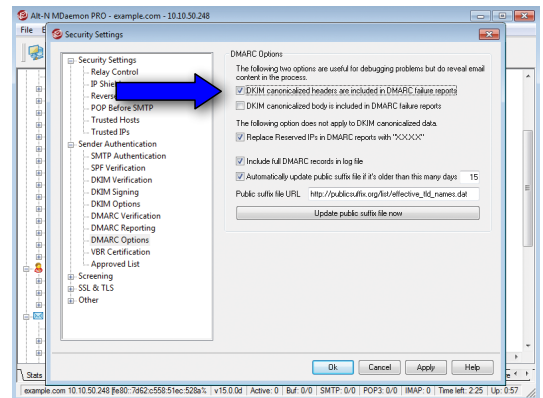 Alt-N MDaemon PRO - example.com - 10.10.50.248
File
Security Settings
Security Settings
Relay Control
IP Shie
Reverse
POP Before SMTP
Trusted Hosts
Trusted IPs
Sender Authentication
SMTP Authentication
SPF Verification
DKIM Verification
DKIM Signing
DKIM Options
DMARC Verification
DMARC Reporting
DMARC Options
VBR Certification
Approved List
Screening
SSL & TLS
Other
DMARC Options
The following two options are useful for debugging problems but do reveal email
content in the process.
DKIM canonicalized headers are included in DMARC failure reports
DKIM canonicalized body is included in DMARC failure reports
The following option does not apply to DKIM canonicalized data.
Replace Reserved IPs in DMARC reports with "XXXX"
Include full DMARC records in log file
Automatically update public suffix file if it's older than this many days 15
Public suffix file URL http://publicsuffix.org/list/effective_tld_names.dat
Update public suffix file now
Ok Cancel Apply Help
Stats
example.com 10.10.50.248 fe80::7d62:c558:51ec:528a% v15.0.0d Active: 0 Buf: 0/0 SMTP: 0/0 POP3: 0/0 IMAP: 0 Time left: 2:25 Up: 0:57